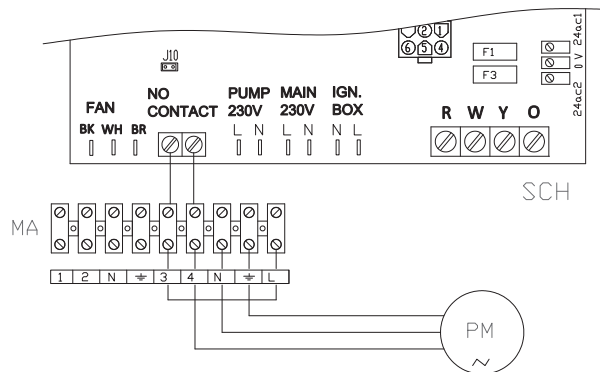 ② ①
⑥ ⑤ ④
J10
F1
F3
24ac1
0 V
24ac2
FAN
BK WH BR
NO
CONTACT
PUMP
230V
L N
MAIN
230V
L N
IGN.
BOX
N L
R W Y O
SCH
MA
1 2 N ⏚ 3 4 N ⏚ L
PM